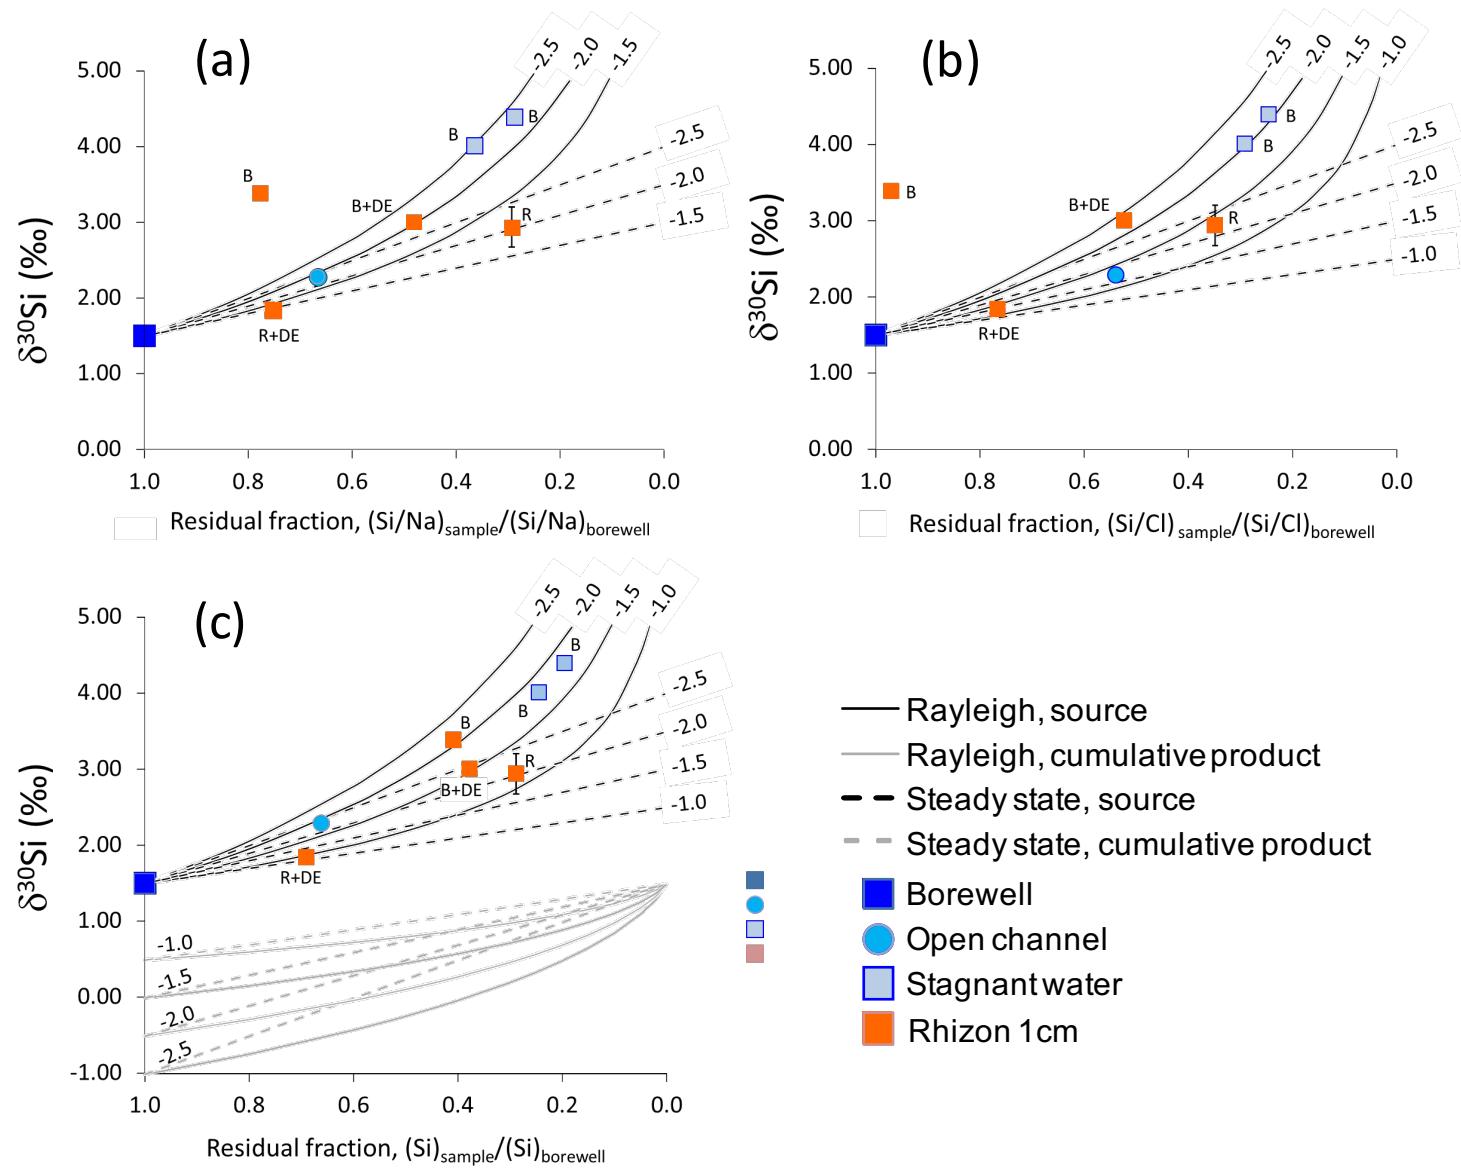 (a)
-2.5
-2.0
-1.5
5.00
4.00
3.00
2.00
1.00
0.00
δ³⁰Si (‰)
B
B
B
B+DE
R
R+DE
-2.5
-2.0
-1.5
1.0 0.8 0.6 0.4 0.2 0.0
Residual fraction, (Si/Na)sample/(Si/Na)borewell
(b)
-2.5
-2.0
-1.5
-1.0
5.00
4.00
3.00
2.00
1.00
0.00
δ³⁰Si (‰)
B
B
B
B+DE
R
R+DE
-2.5
-2.0
-1.5
-1.0
1.0 0.8 0.6 0.4 0.2 0.0
Residual fraction, (Si/Cl) sample/(Si/Cl)borewell
(c)
-2.5
-2.0
-1.5
-1.0
5.00
4.00
3.00
2.00
1.00
0.00
-1.00
δ³⁰Si (‰)
B
B
B
B+DE
R
R+DE
-2.5
-2.0
-1.5
-1.0
-1.0
-1.5
-2.0
-2.5
1.0 0.8 0.6 0.4 0.2 0.0
Residual fraction, (Si)sample/(Si)borewell
Rayleigh, source
Rayleigh, cumulative product
Steady state, source
Steady state, cumulative product
Borewell
Open channel
Stagnant water
Rhizon 1cm